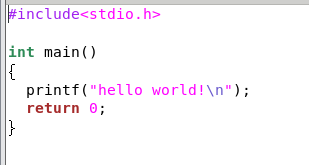 #include<stdio.h>

int main()
{
  printf("hello world!\n");
  return 0;
}